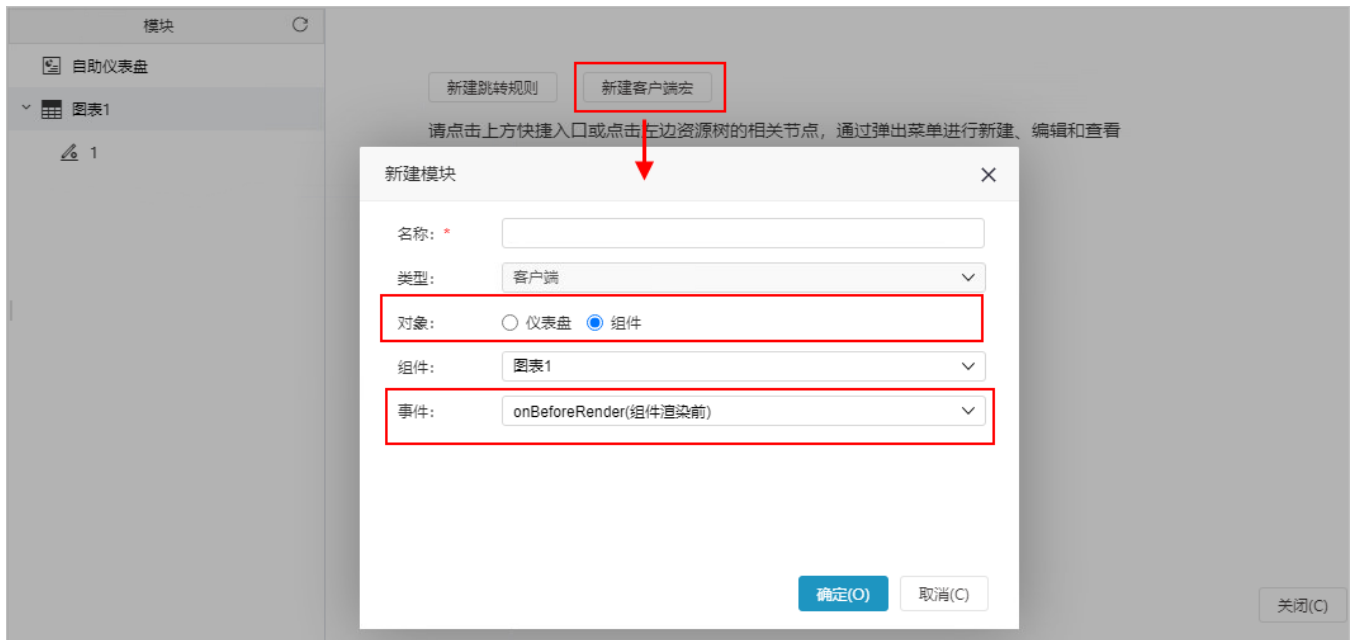 模块
自助仪表盘
图表1
1
新建跳转规则 新建客户端宏
请点击上方快捷入口或点击左边资源树的相关节点，通过弹出菜单进行新建、编辑和查看
新建模块
名称: *
类型: 客户端
对象: 仪表盘 组件
组件: 图表1
事件: onBeforeRender(组件渲染前)
确定(O) 取消(C)
关闭(C)